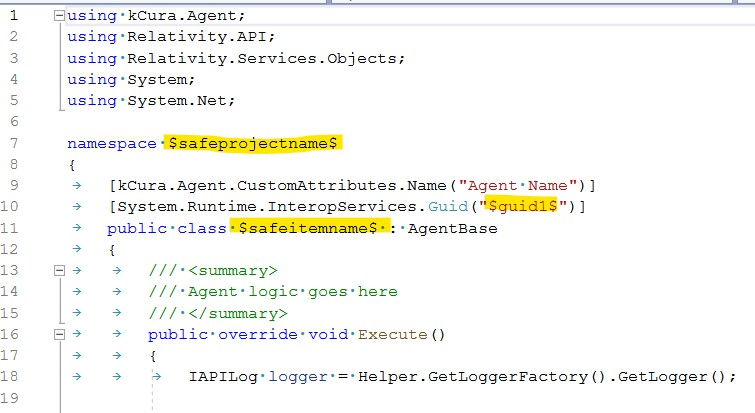 1 using kCura.Agent;
2 using Relativity.API;
3 using Relativity.Services.Objects;
4 using System;
5 using System.Net;
6
7 namespace $safeprojectname$
8 {
9 [kCura.Agent.CustomAttributes.Name("Agent Name")]
10 [System.Runtime.InteropServices.Guid("$guid1$")]
11 public class $safeitemname$ : AgentBase
12 {
13 /// <summary>
14 /// Agent logic goes here
15 /// </summary>
16 public override void Execute()
17 {
18 IAPILog logger = Helper.GetLoggerFactory().GetLogger();
19